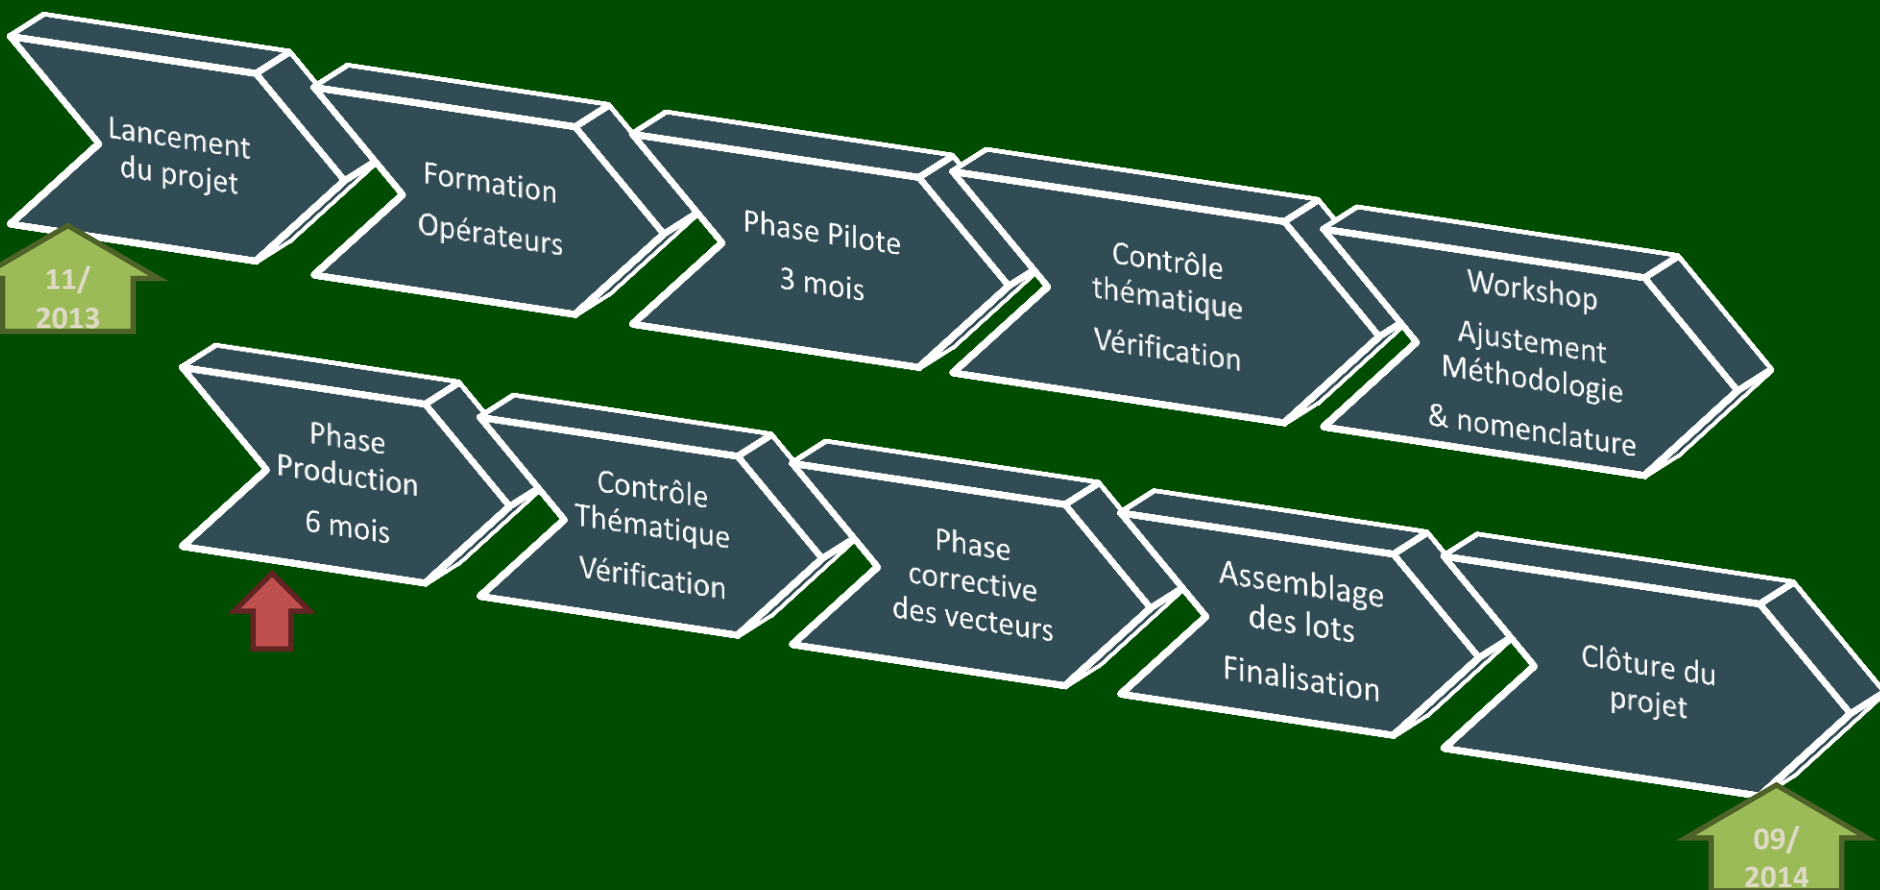 Lancement
du projet
Formation
Opérateurs
Phase Pilote
3 mois
Contrôle
thématique
Vérification
Workshop
Ajustement
Méthodologie
& nomenclature
11/
2013
Phase
Production
6 mois
Contrôle
Thématique
Vérification
Phase
corrective
des vecteurs
Assemblage
des lots
Finalisation
Clôture du
projet
09/
2014